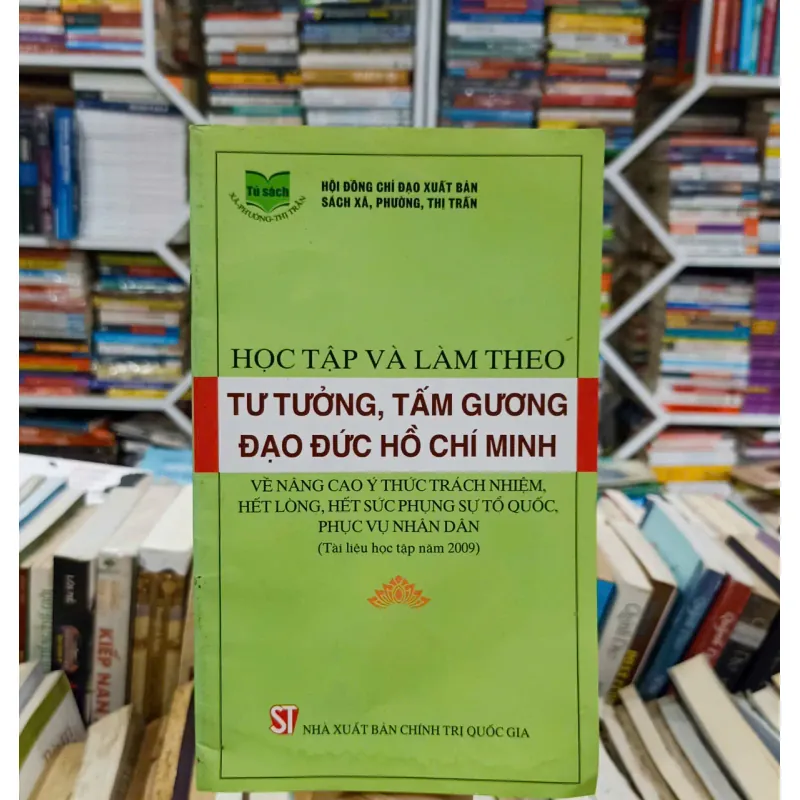 Tủ sách
XÃ-PHƯỜNG-THỊ TRẤN
HỘI ĐỒNG CHỈ ĐẠO XUẤT BẢN
SÁCH XÃ, PHƯỜNG, THỊ TRẤN
HỌC TẬP VÀ LÀM THEO
TƯ TƯỞNG, TẤM GƯƠNG
ĐẠO ĐỨC HỒ CHÍ MINH
VỀ NÂNG CAO Ý THỨC TRÁCH NHIỆM,
HẾT LÒNG, HẾT SỨC PHỤNG SỰ TỔ QUỐC,
PHỤC VỤ NHÂN DÂN
(Tài liệu học tập năm 2009)
ST
NHÀ XUẤT BẢN CHÍNH TRỊ QUỐC GIA
KIẾP NẠN